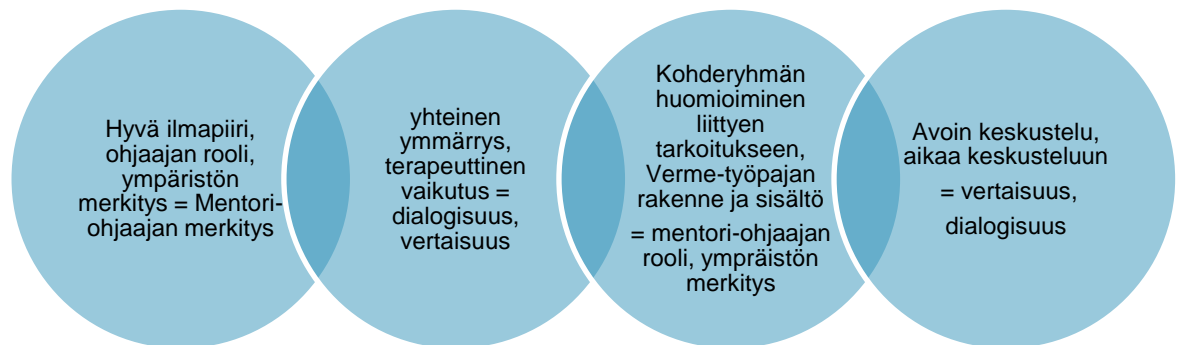 Hyvä ilmapiiri,
ohjaajan rooli,
ympäristön
merkitys = Mentori-
ohjaajan merkitys
yhteinen
ymmärrys,
terapeuttinen
vaikutus =
dialogisuus,
vertaisuus
Kohderyhmän
huomioiminen
liittyen
tarkoitukseen,
Verme-työpajan
rakenne ja sisältö
= mentori-ohjaajan
rooli, ympräistön
merkitys
Avoin keskustelu,
aikaa keskusteluun
= vertaisuus,
dialogisuus